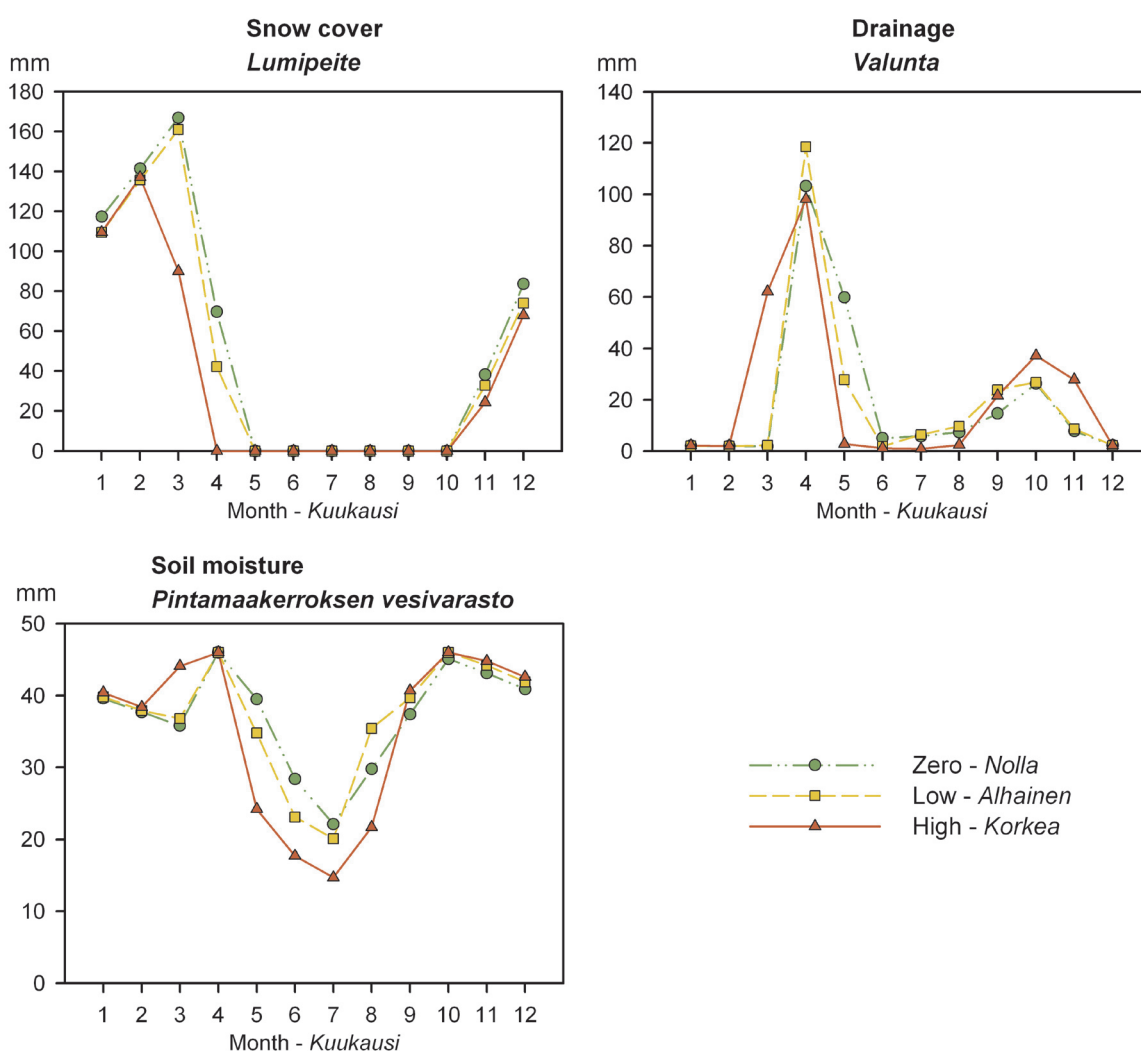 Snow cover
Lumipeite
mm
180
160
140
120
100
80
60
40
20
0
1 2 3 4 5 6 7 8 9 10 11 12
Month - Kuukausi
Drainage
Valunta
mm
140
120
100
80
60
40
20
0
1 2 3 4 5 6 7 8 9 10 11 12
Month - Kuukausi
Soil moisture
Pintamaakerroksen vesivarasto
mm
50
40
30
20
10
0
1 2 3 4 5 6 7 8 9 10 11 12
Month - Kuukausi
Zero - Nolla
Low - Alhainen
High - Korkea